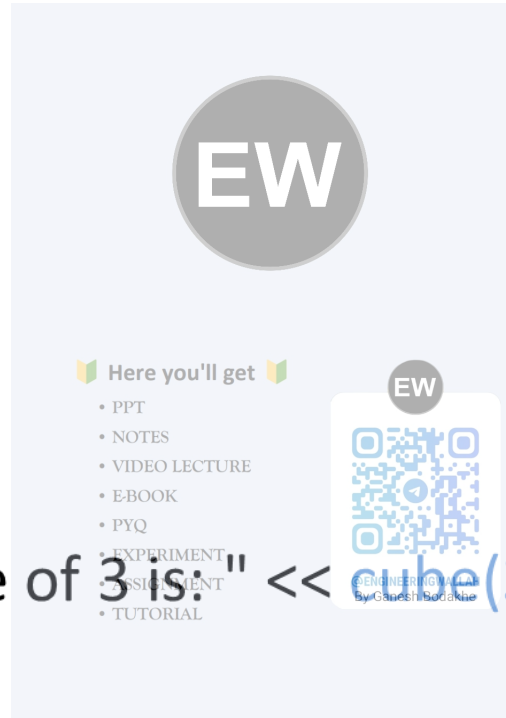 EW
Here you'll get
EW
• PPT
• NOTES
• VIDEO LECTURE
• E-BOOK
• PYQ
• EXPERIMENT
e of 3 is: " << cube(
• ASSIGNMENT
@ENGINEERINGWALLAH
By Ganesh Bodakhe
• TUTORIAL